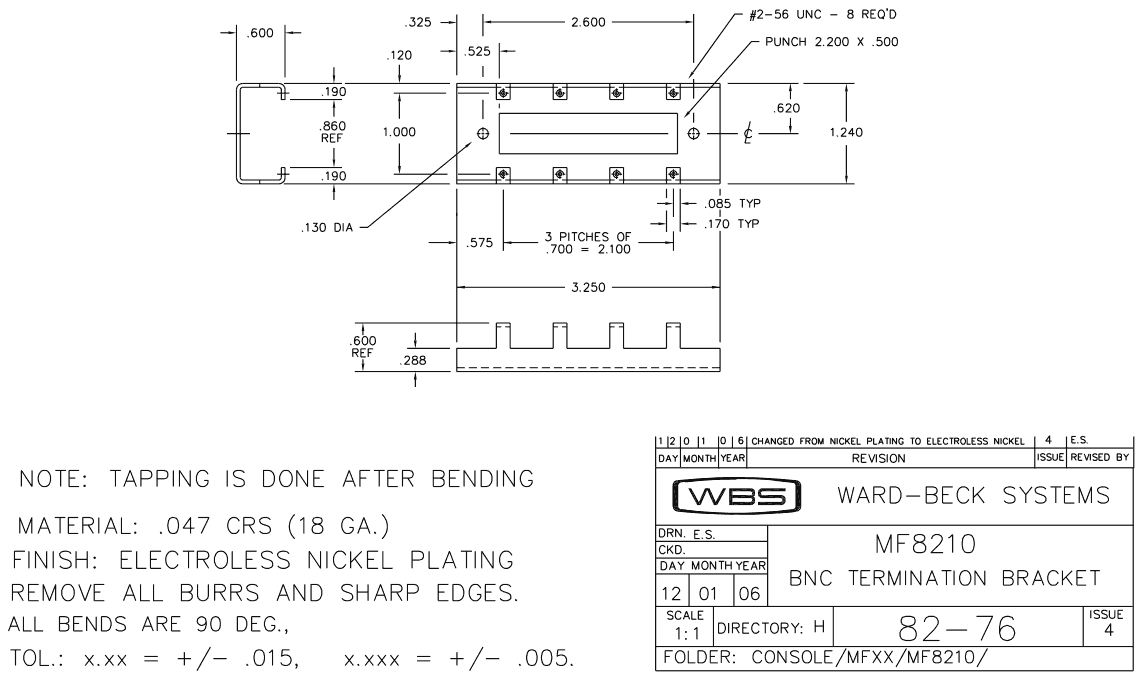 .325
2.600
#2-56 UNC - 8 REQ'D
.600
.525
PUNCH 2.200 X .500
.120
.190
.620
.860
REF
1.000
℄
1.240
.190
.085 TYP
.130 DIA
.170 TYP
.575
3 PITCHES OF
.700 = 2.100
3.250
.600
REF
.288
NOTE: TAPPING IS DONE AFTER BENDING
MATERIAL: .047 CRS (18 GA.)
FINISH: ELECTROLESS NICKEL PLATING
REMOVE ALL BURRS AND SHARP EDGES.
ALL BENDS ARE 90 DEG.,
TOL.: x.xx = +/- .015, x.xxx = +/- .005.
1 2 0 1 0 6 CHANGED FROM NICKEL PLATING TO ELECTROLESS NICKEL 4 E.S.
DAY MONTH YEAR REVISION ISSUE REVISED BY
WBS WARD-BECK SYSTEMS
DRN. E.S.
CKD.
DAY MONTH YEAR
12 01 06
MF8210
BNC TERMINATION BRACKET
SCALE
1:1
DIRECTORY: H
82-76
ISSUE
4
FOLDER: CONSOLE/MFXX/MF8210/